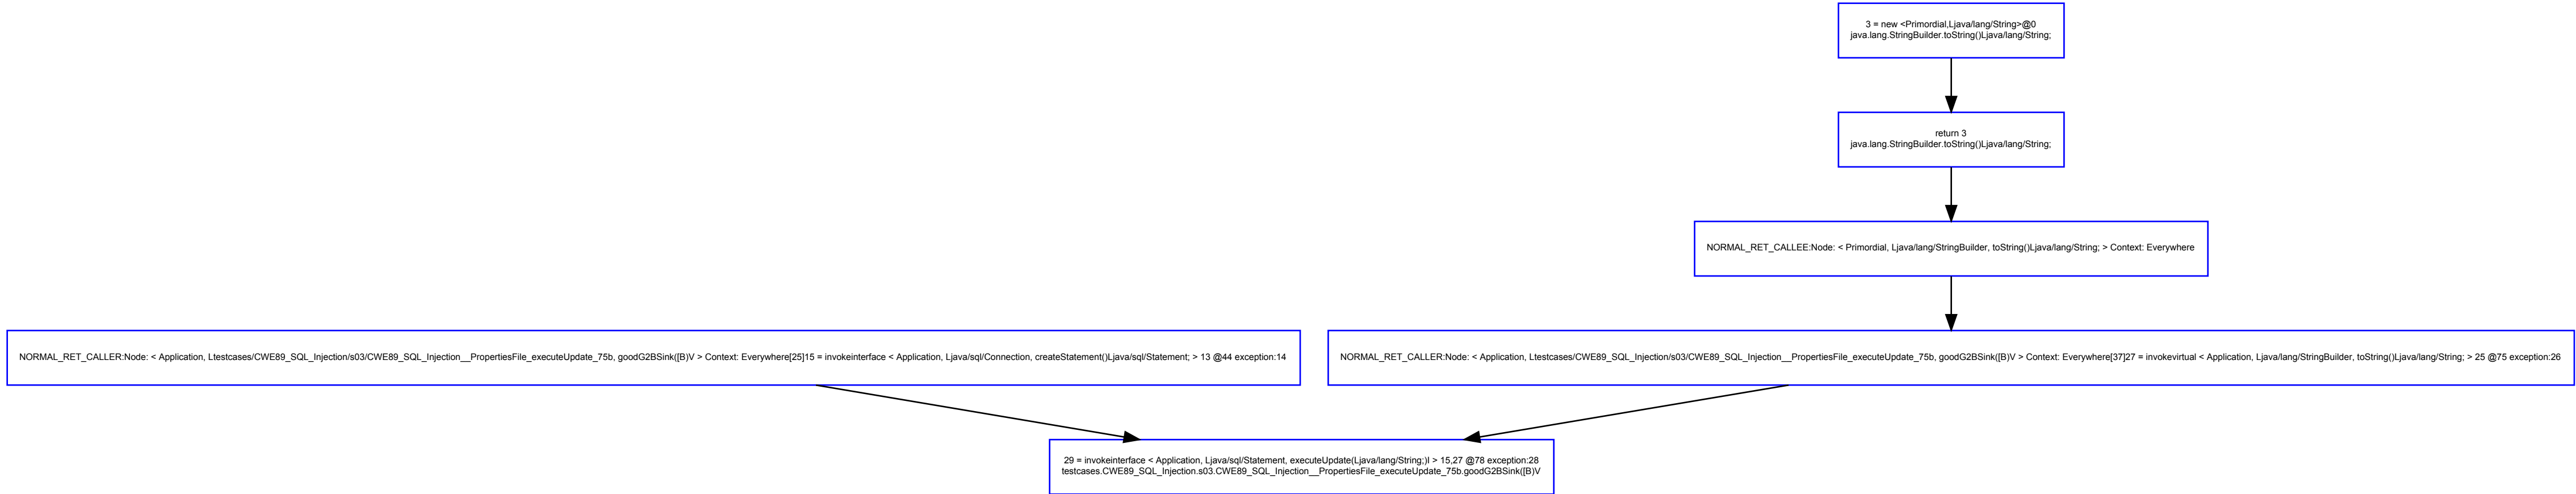 3 = new <Primordial,Ljava/lang/String>@0
java.lang.StringBuilder.toString()Ljava/lang/String;
return 3
java.lang.StringBuilder.toString()Ljava/lang/String;
NORMAL_RET_CALLEE:Node: < Primordial, Ljava/lang/StringBuilder, toString()Ljava/lang/String; > Context: Everywhere
NORMAL_RET_CALLER:Node: < Application, Ltestcases/CWE89_SQL_Injection/s03/CWE89_SQL_Injection__PropertiesFile_executeUpdate_75b, goodG2BSink([B)V > Context: Everywhere[25]15 = invokeinterface < Application, Ljava/sql/Connection, createStatement()Ljava/sql/Statement; > 13 @44 exception:14
NORMAL_RET_CALLER:Node: < Application, Ltestcases/CWE89_SQL_Injection/s03/CWE89_SQL_Injection__PropertiesFile_executeUpdate_75b, goodG2BSink([B)V > Context: Everywhere[37]27 = invokevirtual < Application, Ljava/lang/StringBuilder, toString()Ljava/lang/String; > 25 @75 exception:26
29 = invokeinterface < Application, Ljava/sql/Statement, executeUpdate(Ljava/lang/String;)I > 15,27 @78 exception:28
testcases.CWE89_SQL_Injection.s03.CWE89_SQL_Injection__PropertiesFile_executeUpdate_75b.goodG2BSink([B)V